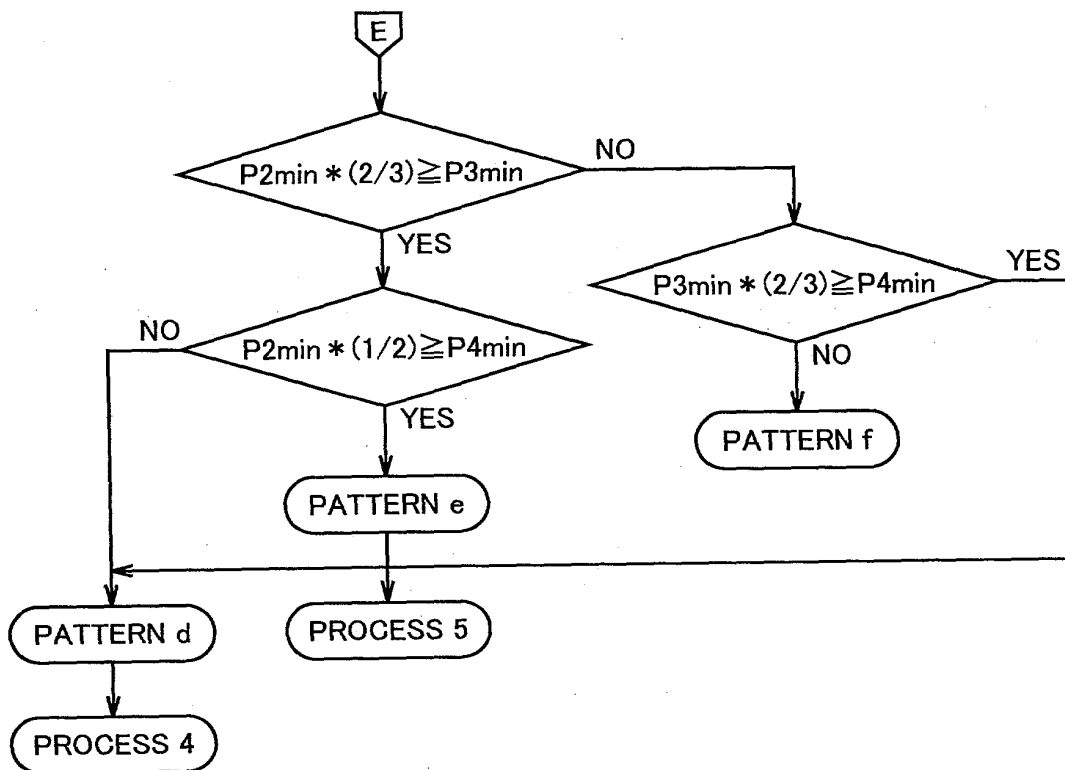 E
P2min*(2/3)≧P3min
NO
YES
P3min*(2/3)≧P4min
YES
NO
NO
P2min*(1/2)≧P4min
YES
PATTERN f
PATTERN e
PATTERN d
PROCESS 5
PROCESS 4